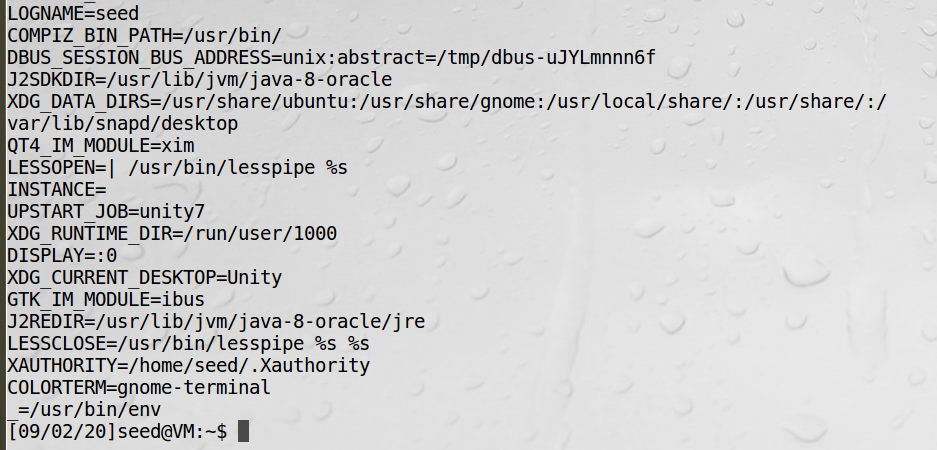 LOGNAME=seed
COMPIZ_BIN_PATH=/usr/bin/
DBUS_SESSION_BUS_ADDRESS=unix:abstract=/tmp/dbus-uJYLmnnn6f
J2SDKDIR=/usr/lib/jvm/java-8-oracle
XDG_DATA_DIRS=/usr/share/ubuntu:/usr/share/gnome:/usr/local/share/:/usr/share/:/
var/lib/snapd/desktop
QT4_IM_MODULE=xim
LESSOPEN=| /usr/bin/lesspipe %s
INSTANCE=
UPSTART_JOB=unity7
XDG_RUNTIME_DIR=/run/user/1000
DISPLAY=:0
XDG_CURRENT_DESKTOP=Unity
GTK_IM_MODULE=ibus
J2REDIR=/usr/lib/jvm/java-8-oracle/jre
LESSCLOSE=/usr/bin/lesspipe %s %s
XAUTHORITY=/home/seed/.Xauthority
COLORTERM=gnome-terminal
_=/usr/bin/env
[09/02/20]seed@VM:~$